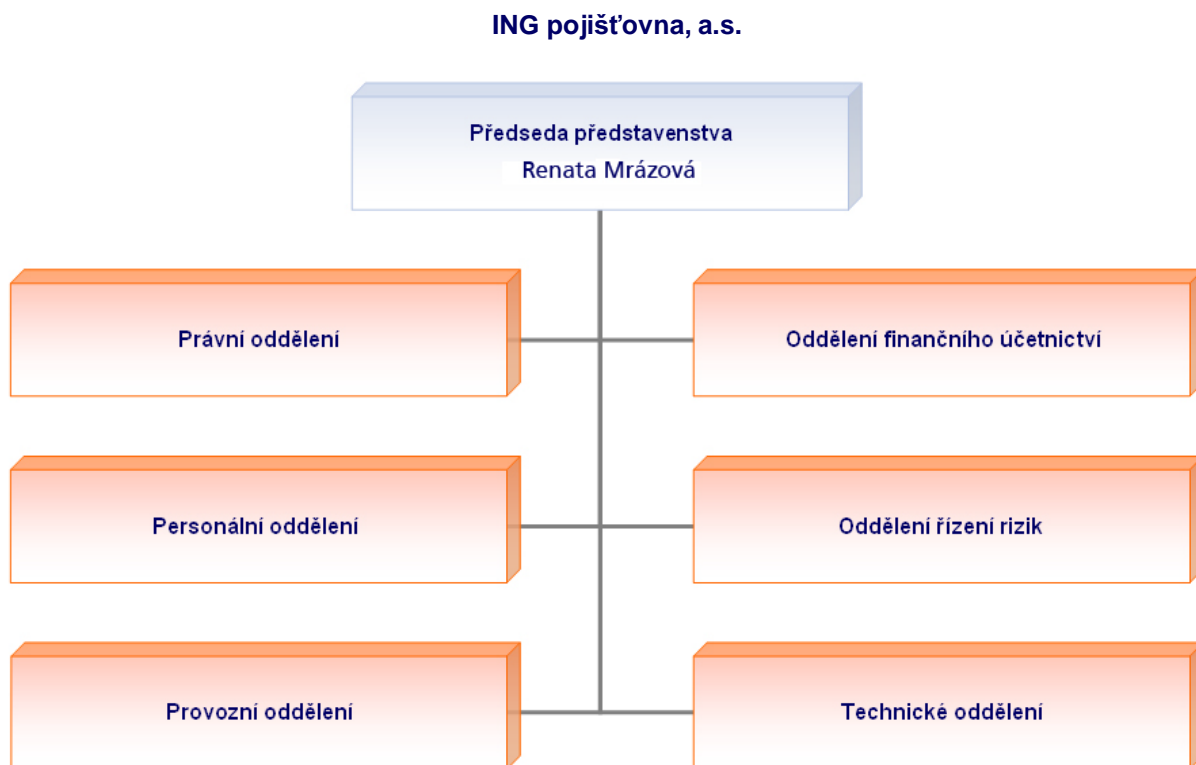 ING pojišťovna, a.s.
Předseda představenstva
Renata Mrázová
Právní oddělení
Oddělení finančního účetnictví
Personální oddělení
Oddělení řízení rizik
Provozní oddělení
Technické oddělení